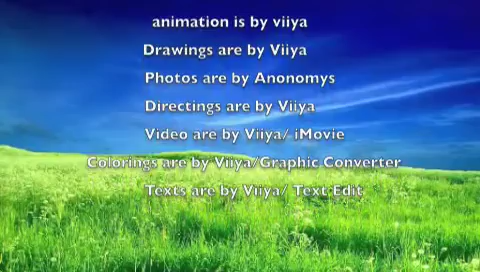 animation is by viiya
Drawings are by Viiya
Photos are by Anonomys
Directings are by Viiya
Video are by Viiya/ iMovie
Colorings are by Viiya/Graphic Converter
Texts are by Viiya/ Text Edit